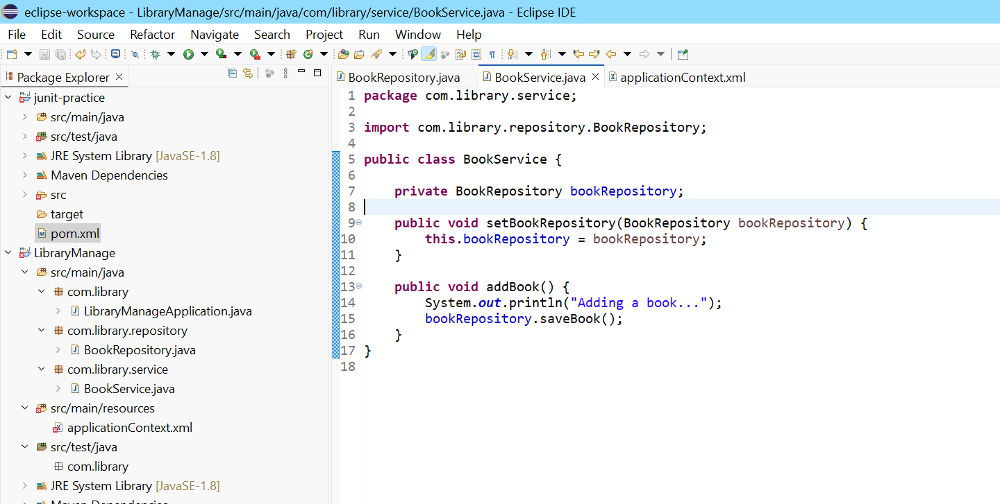 eclipse-workspace - LibraryManage/src/main/java/com/library/service/BookService.java - Eclipse IDE
File Edit Source Refactor Navigate Search Project Run Window Help
Package Explorer
junit-practice
src/main/java
src/test/java
JRE System Library [JavaSE-1.8]
Maven Dependencies
src
target
pom.xml
LibraryManage
src/main/java
com.library
LibraryManageApplication.java
com.library.repository
BookRepository.java
com.library.service
BookService.java
src/main/resources
applicationContext.xml
src/test/java
com.library
JRE System Library [JavaSE-1.8]
Maven Dependencies
BookRepository.java BookService.java applicationContext.xml
1 package com.library.service;
2
3 import com.library.repository.BookRepository;
4
5 public class BookService {
6
7     private BookRepository bookRepository;
8
9     public void setBookRepository(BookRepository bookRepository) {
10         this.bookRepository = bookRepository;
11     }
12
13     public void addBook() {
14         System.out.println("Adding a book...");
15         bookRepository.saveBook();
16     }
17 }
18